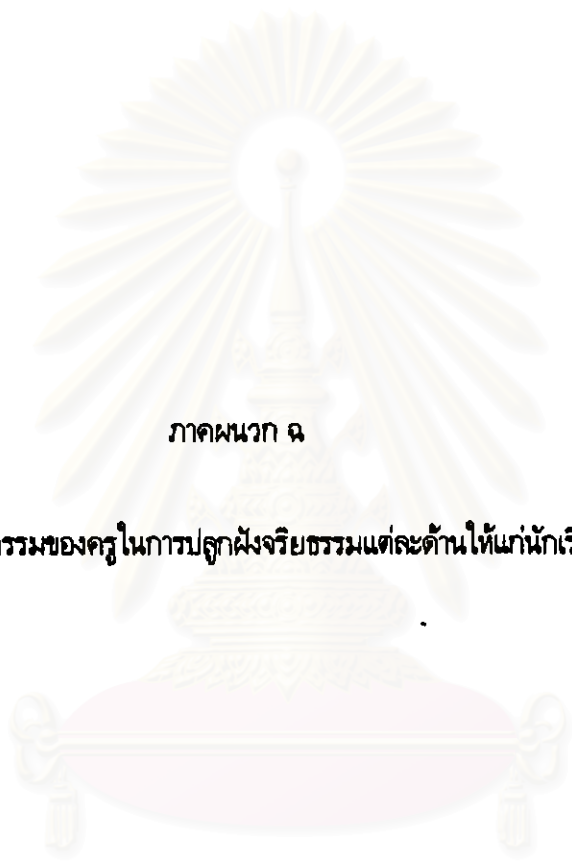 ภาคผนวก ฉ
รรมของครูในการปลูกฝังจริยธรรมแต่ละด้านให้แก่นักเรี